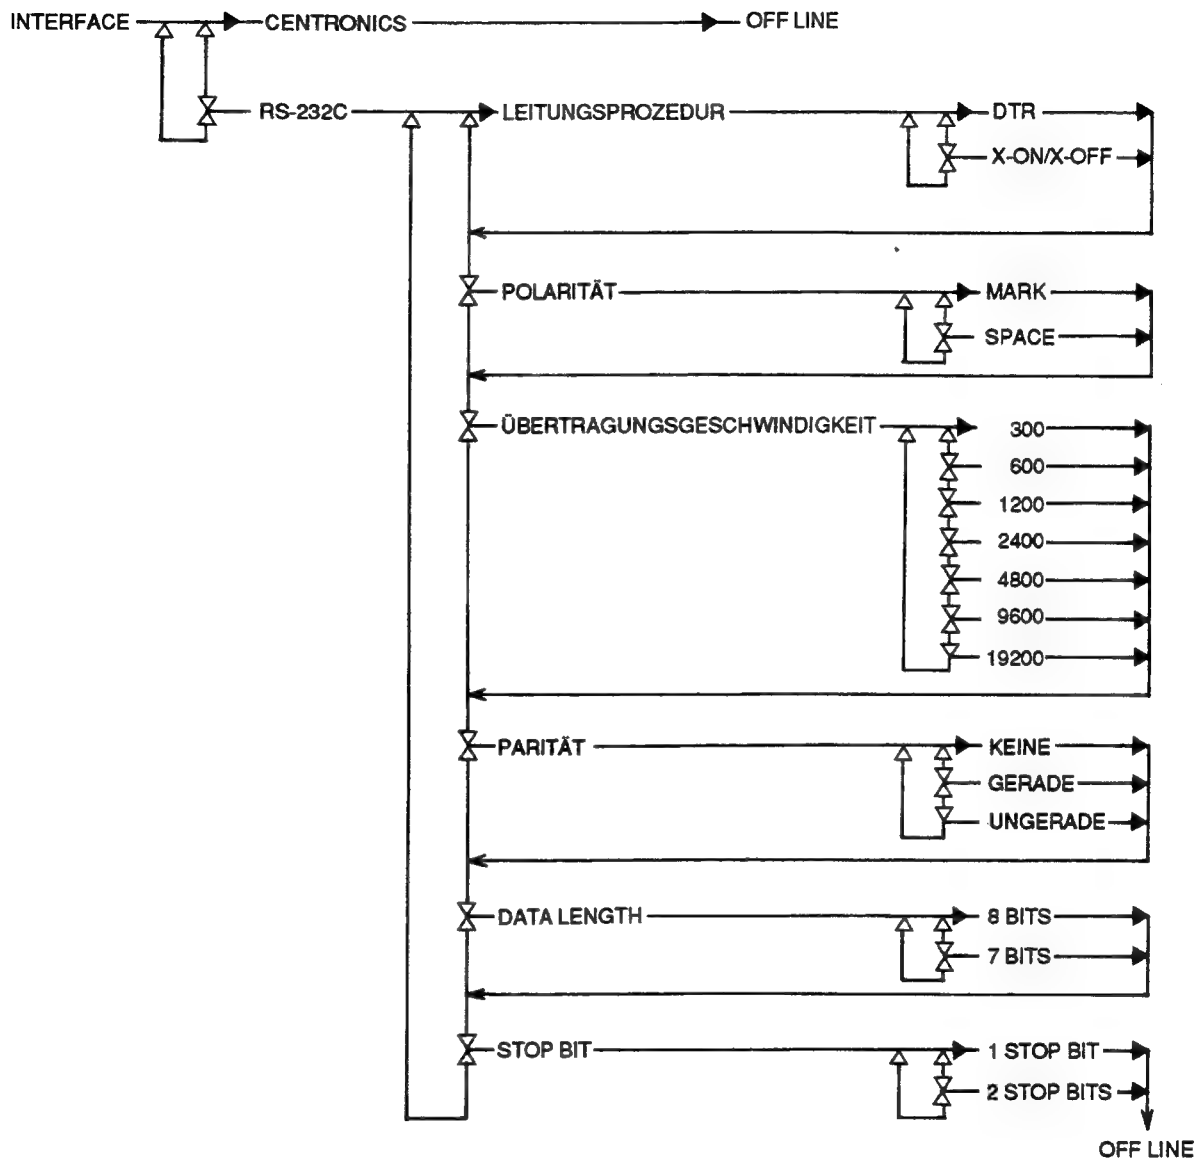 INTERFACE CENTRONICS OFF LINE
RS-232C LEITUNGSPROZEDUR DTR
X-ON/X-OFF
POLARITÄT MARK
SPACE
ÜBERTRAGUNGSGESCHWINDIGKEIT 300
600
1200
2400
4800
9600
19200
PARITÄT KEINE
GERADE
UNGERADE
DATA LENGTH 8 BITS
7 BITS
STOP BIT 1 STOP BIT
2 STOP BITS
OFF LINE